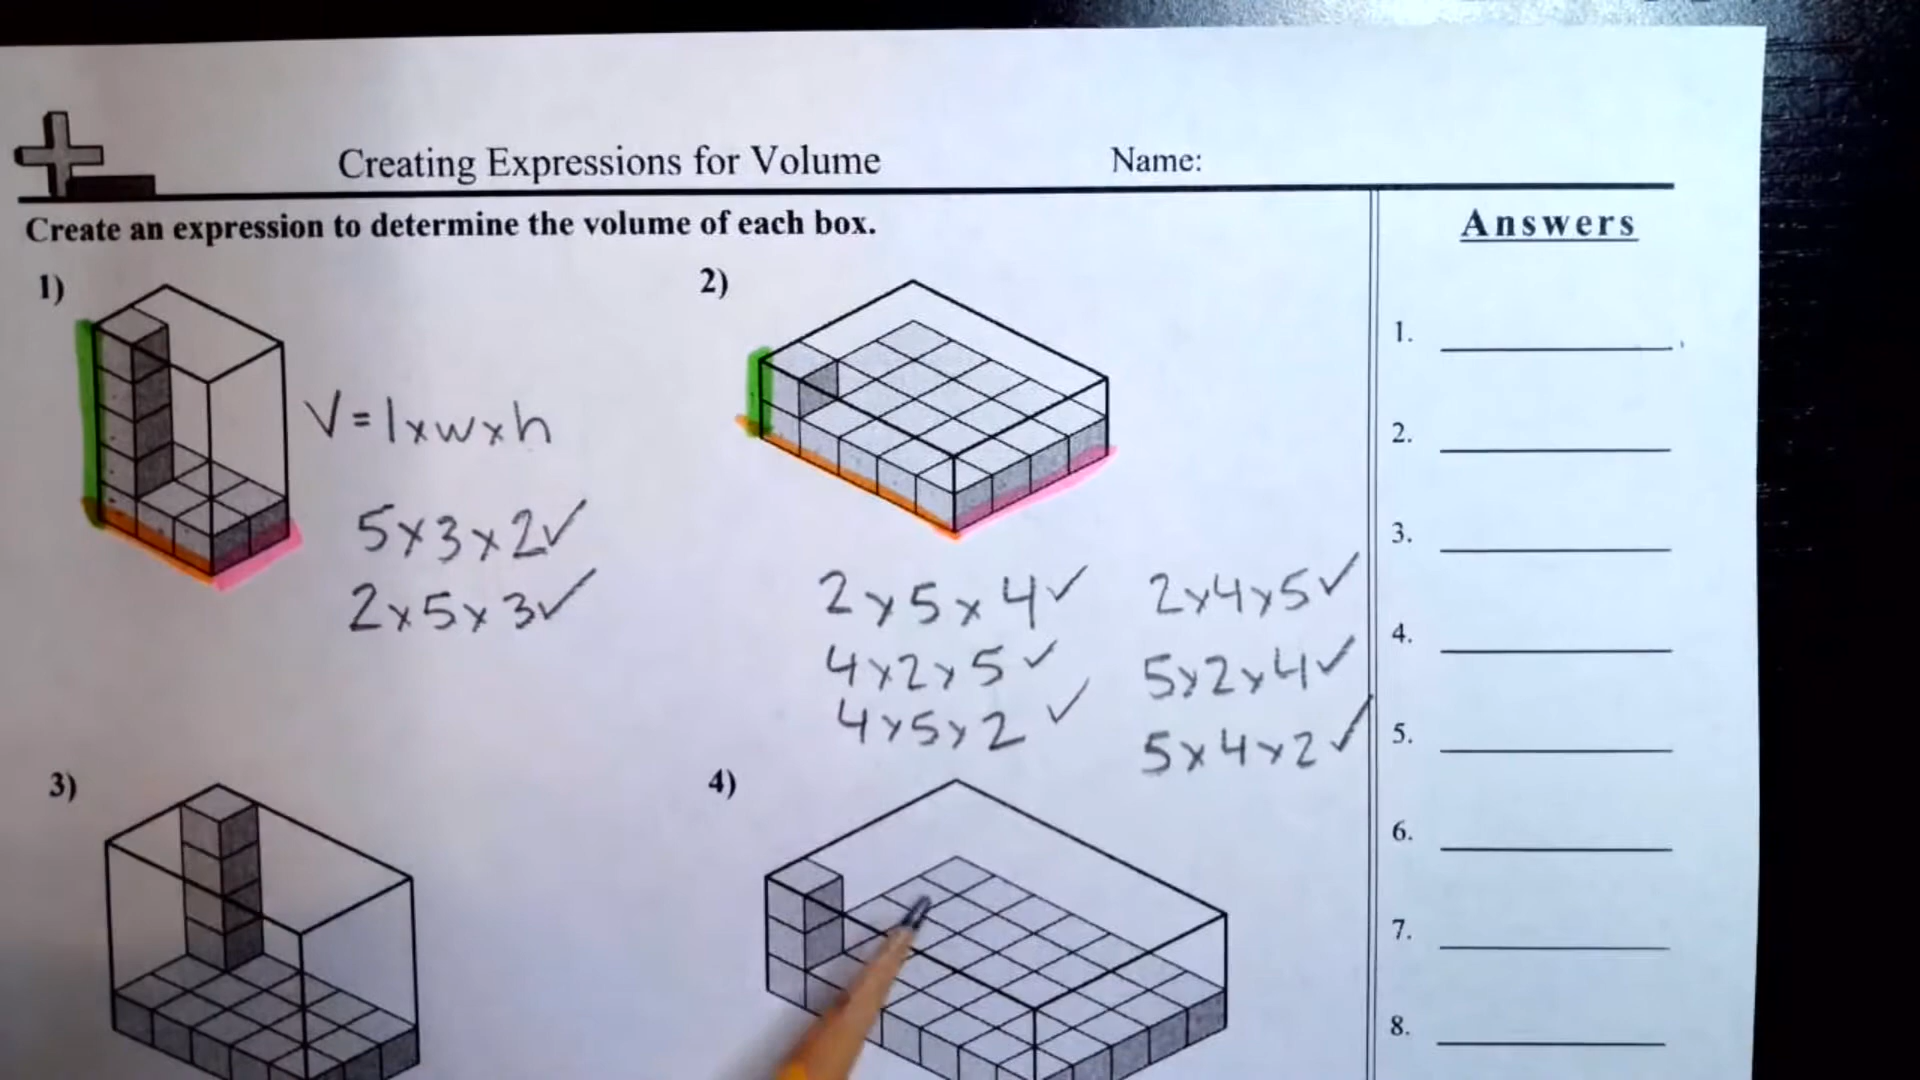 Creating Expressions for Volume
Name:
Create an expression to determine the volume of each box.
Answers
1)
V = l x w x h
5 x 3 x 2 ✓
2 x 5 x 3 ✓
2)
2 x 5 x 4 ✓
4 x 2 x 5 ✓
4 x 5 x 2 ✓
2 x 4 x 5 ✓
5 x 2 x 4 ✓
5 x 4 x 2 ✓
3)
4)
1.
2.
3.
4.
5.
6.
7.
8.